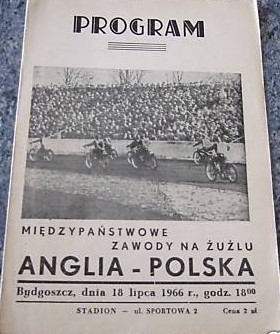 PROGRAM
MIĘDZYPAŃSTWOWE
ZAWODY NA ŻUŻLU
ANGLIA - POLSKA
Bydgoszcz, dnia 18 lipca 1966 r., godz. 18⁰⁰
STADION — ul. SPORTOWA 2 Cena 2 zł